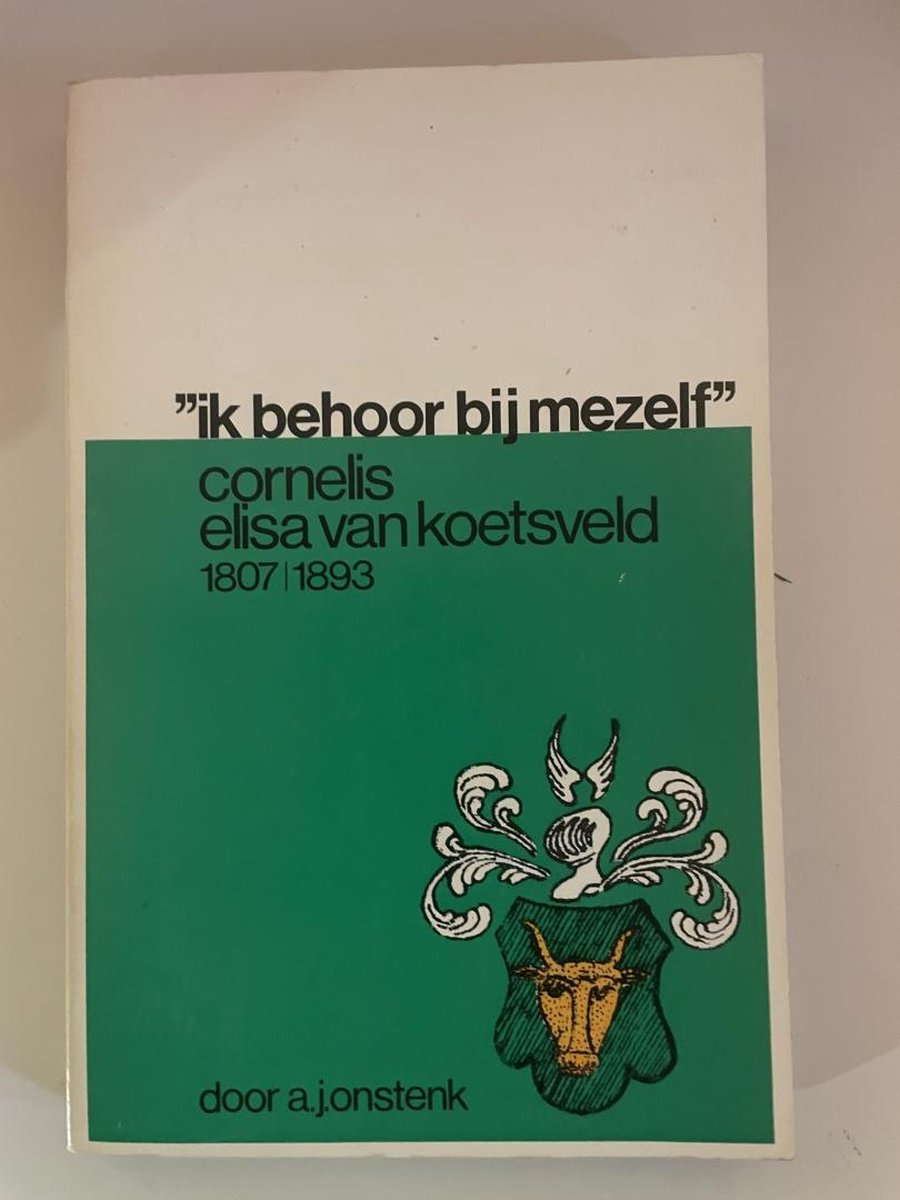 ”ik behoor bij mezelf”
cornelis
elisa van koetsveld
1807|1893
door a.j.onstenk